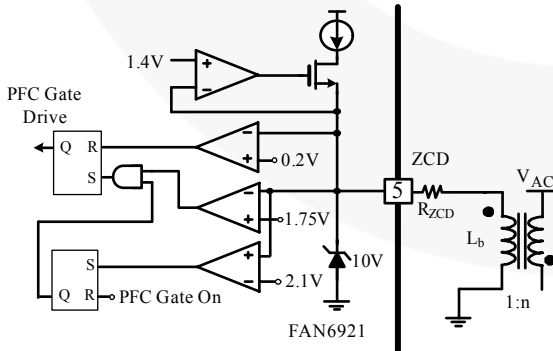 1.4V
PFC Gate
Drive
Q R
S
0.2V
ZCD
5
R_ZCD
V_AC
1.75V
L_b
S
10V
2.1V
Q R
PFC Gate On
1:n
FAN6921
+
−
−
+
−
+
+
−